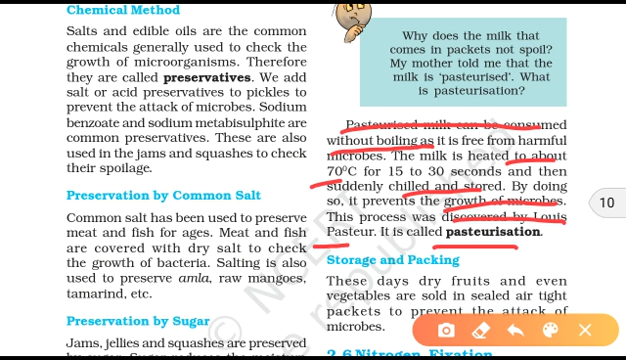 Chemical Method
Salts and edible oils are the common
chemicals generally used to check the
growth of microorganisms. Therefore
they are called preservatives. We add
salt or acid preservatives to pickles to
prevent the attack of microbes. Sodium
benzoate and sodium metabisulphite are
common preservatives. These are also
used in the jams and squashes to check
their spoilage.
Preservation by Common Salt
Common salt has been used to preserve
meat and fish for ages. Meat and fish
are covered with dry salt to check
the growth of bacteria. Salting is also
used to preserve amla, raw mangoes,
tamarind, etc.
Preservation by Sugar
Jams, jellies and squashes are preserved
by sugar. Sugar reduces the moisture
Why does the milk that
comes in packets not spoil?
My mother told me that the
milk is ‘pasteurised’. What
is pasteurisation?
Pasteurised milk can be consumed
without boiling as it is free from harmful
microbes. The milk is heated to about
70°C for 15 to 30 seconds and then
suddenly chilled and stored. By doing
so, it prevents the growth of microbes.
This process was discovered by Louis
Pasteur. It is called pasteurisation.
Storage and Packing
These days dry fruits and even
vegetables are sold in sealed air tight
packets to prevent the attack of
microbes.
2.6 Nitrogen Fixation
10